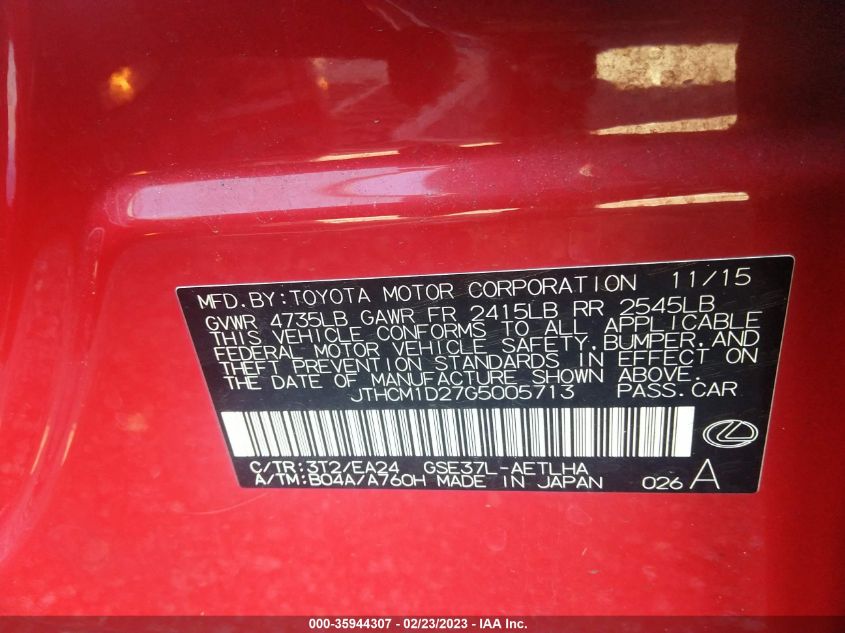 MFD. BY: TOYOTA MOTOR CORPORATION 11/15
GVWR 4735LB GAWR FR 2415LB RR 2545LB
THIS VEHICLE CONFORMS TO ALL APPLICABLE
FEDERAL MOTOR VEHICLE SAFETY, BUMPER, AND
THEFT PREVENTION STANDARDS IN EFFECT ON
THE DATE OF MANUFACTURE SHOWN ABOVE.
JTHCM1D27G5005713 PASS.CAR
C/TR:3T2/EA24 GSE37L-AETLHA
A/TM:B04A/A760H MADE IN JAPAN 026 A
000-35944307 - 02/23/2023 - IAA Inc.